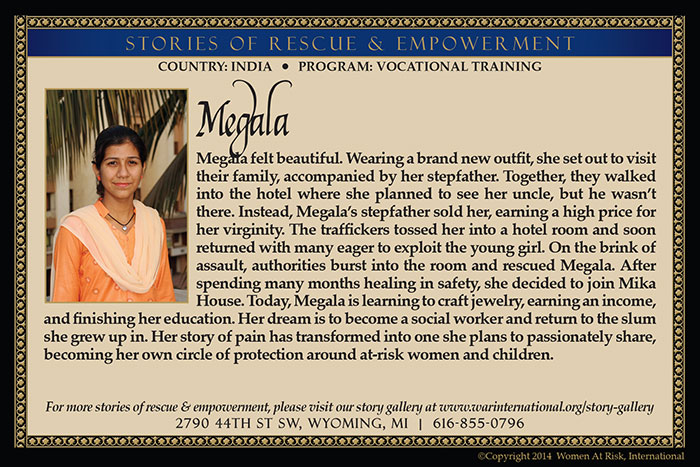 STORIES OF RESCUE & EMPOWERMENT
COUNTRY: INDIA • PROGRAM: VOCATIONAL TRAINING
Megala
Megala felt beautiful. Wearing a brand new outfit, she set out to visit
their family, accompanied by her stepfather. Together, they walked
into the hotel where she planned to see her uncle, but he wasn't
there. Instead, Megala's stepfather sold her, earning a high price for
her virginity. The traffickers tossed her into a hotel room and soon
returned with many eager to exploit the young girl. On the brink of
assault, authorities burst into the room and rescued Megala. After
spending many months healing in safety, she decided to join Mika
House. Today, Megala is learning to craft jewelry, earning an income,
and finishing her education. Her dream is to become a social worker and return to the slum
she grew up in. Her story of pain has transformed into one she plans to passionately share,
becoming her own circle of protection around at-risk women and children.
For more stories of rescue & empowerment, please visit our story gallery at www.warinternational.org/story-gallery
2790 44TH ST SW, WYOMING, MI | 616-855-0796
©Copyright 2014 Women At Risk, International